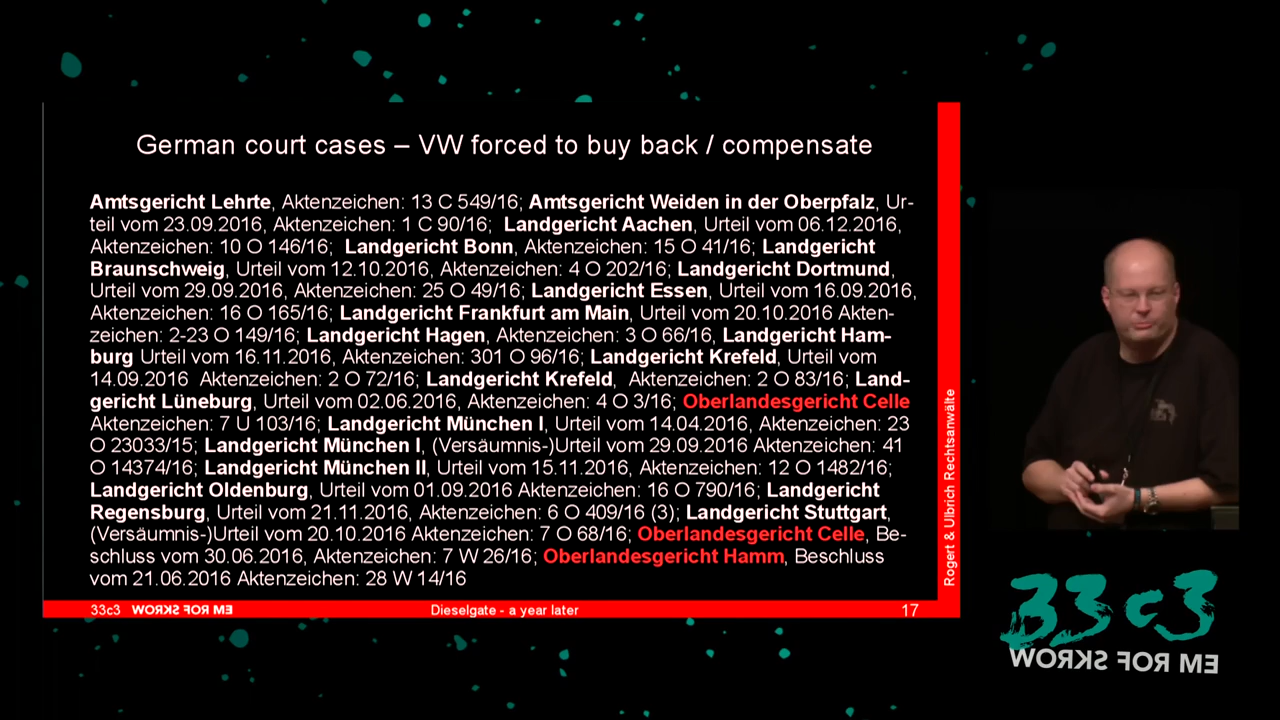 German court cases – VW forced to buy back / compensate
Amtsgericht Lehrte, Aktenzeichen: 13 C 549/16; Amtsgericht Weiden in der Oberpfalz, Ur-
teil vom 23.09.2016, Aktenzeichen: 1 C 90/16; Landgericht Aachen, Urteil vom 06.12.2016,
Aktenzeichen: 10 O 146/16; Landgericht Bonn, Aktenzeichen: 15 O 41/16; Landgericht
Braunschweig, Urteil vom 12.10.2016, Aktenzeichen: 4 O 202/16; Landgericht Dortmund,
Urteil vom 29.09.2016, Aktenzeichen: 25 O 49/16; Landgericht Essen, Urteil vom 16.09.2016,
Aktenzeichen: 16 O 165/16; Landgericht Frankfurt am Main, Urteil vom 20.10.2016 Akten-
zeichen: 2-23 O 149/16; Landgericht Hagen, Aktenzeichen: 3 O 66/16, Landgericht Ham-
burg Urteil vom 16.11.2016, Aktenzeichen: 301 O 96/16; Landgericht Krefeld, Urteil vom
14.09.2016 Aktenzeichen: 2 O 72/16; Landgericht Krefeld, Aktenzeichen: 2 O 83/16; Land-
gericht Lüneburg, Urteil vom 02.06.2016, Aktenzeichen: 4 O 3/16; Oberlandesgericht Celle
Aktenzeichen: 7 U 103/16; Landgericht München I, Urteil vom 14.04.2016, Aktenzeichen: 23
O 23033/15; Landgericht München I, (Versäumnis-)Urteil vom 29.09.2016 Aktenzeichen: 41
O 14374/16; Landgericht München II, Urteil vom 15.11.2016, Aktenzeichen: 12 O 1482/16;
Landgericht Oldenburg, Urteil vom 01.09.2016 Aktenzeichen: 16 O 790/16; Landgericht
Regensburg, Urteil vom 21.11.2016, Aktenzeichen: 6 O 409/16 (3); Landgericht Stuttgart,
(Versäumnis-)Urteil vom 20.10.2016 Aktenzeichen: 7 O 68/16; Oberlandesgericht Celle, Be-
schluss vom 30.06.2016, Aktenzeichen: 7 W 26/16; Oberlandesgericht Hamm, Beschluss
vom 21.06.2016 Aktenzeichen: 28 W 14/16
Rogert & Ulbrich Rechtsanwälte
33c3 WORKS FOR ME
Dieselgate - a year later
17
33c3
WORKS FOR ME